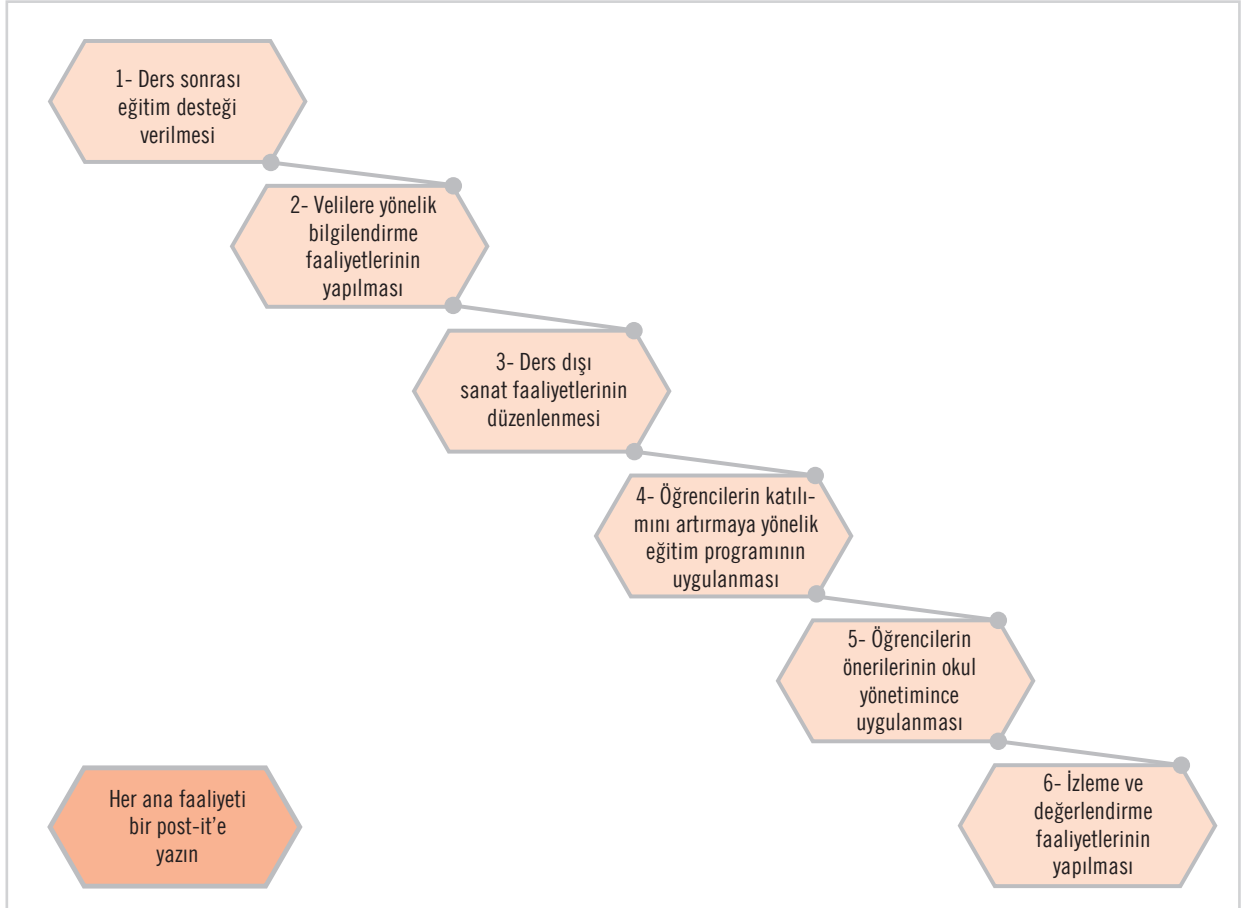 1- Ders sonrası
eğitim desteği
verilmesi
2- Velilere yönelik
bilgilendirme
faaliyetlerinin
yapılması
3- Ders dışı
sanat faaliyetlerinin
düzenlenmesi
4- Öğrencilerin katılı-
mını artırmaya yönelik
eğitim programının
uygulanması
5- Öğrencilerin
önerilerinin okul
yönetimince
uygulanması
6- İzleme ve
değerlendirme
faaliyetlerinin
yapılması
Her ana faaliyeti
bir post-it’e
yazın